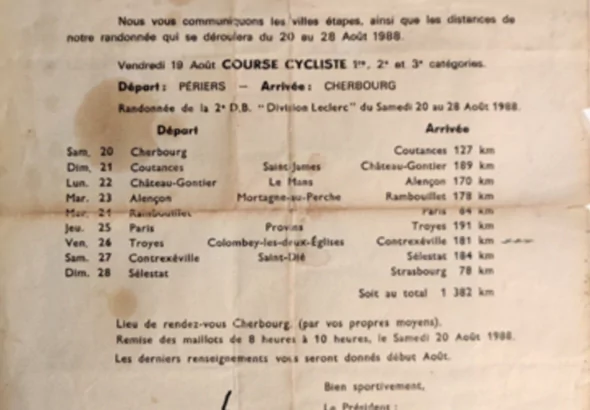 Nous vous communiquons les villes étapes, ainsi que les distances de
notre randonnée qui se déroulera du 20 au 28 Août 1988.
Vendredi 19 Août COURSE CYCLISTE 1re, 2e et 3e catégories.
Départ : PÉRIERS — Arrivée : CHERBOURG
Randonnée de la 2e D.B. "Division Leclerc" du Samedi 20 au 28 Août 1988.
Départ Arrivée
Sam. 20 Cherbourg Coutances 127 km
Dim. 21 Coutances Saint-James Château-Gontier 189 km
Lun. 22 Château-Gontier Le Mans Alençon 170 km
Mar. 23 Alençon Mortagne-au-Perche Rambouillet 178 km
Mer. 24 Rambouillet Paris 84 km
Jeu. 25 Paris Provins Troyes 191 km
Ven. 26 Troyes Colombey-les-deux-Églises Contrexéville 181 km
Sam. 27 Contrexéville Saint-Dié Sélestat 184 km
Dim. 28 Sélestat Strasbourg 78 km
Soit au total 1 382 km
Lieu de rendez-vous Cherbourg. (par vos propres moyens).
Remise des maillots de 8 heures à 10 heures, le Samedi 20 Août 1988.
Les derniers renseignements vous seront donnés début Août.
Bien sportivement,
Le Président :